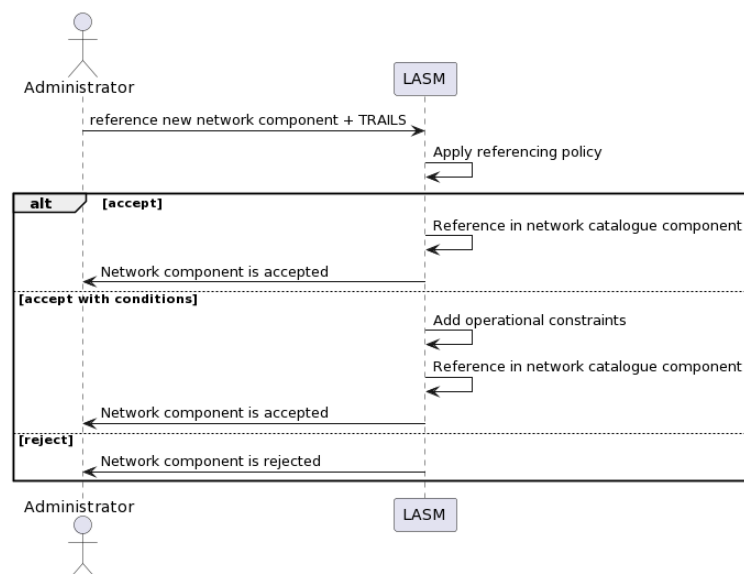 Administrator
LASM
reference new network component + TRAILS
Apply referencing policy
alt [accept]
Reference in network catalogue component
Network component is accepted
[accept with conditions]
Add operational constraints
Reference in network catalogue component
Network component is accepted
[reject]
Network component is rejected
Administrator
LASM